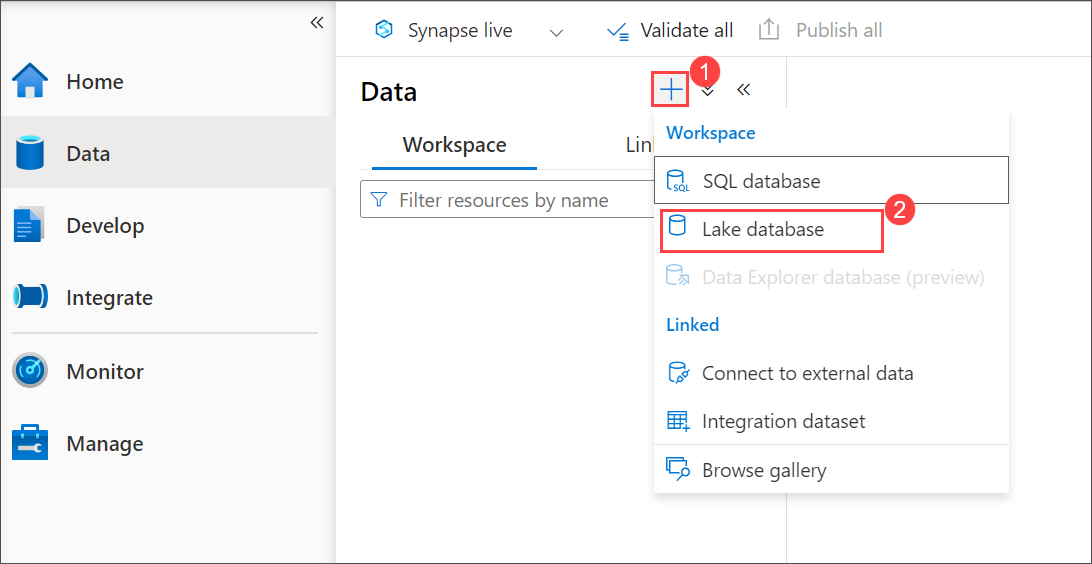 «
Synapse live
Validate all
Publish all
Home
Data
Develop
Integrate
Monitor
Manage
Data
1
«
Workspace
Lin
Filter resources by name
Workspace
SQL database
2
Lake database
Data Explorer database (preview)
Linked
Connect to external data
Integration dataset
Browse gallery